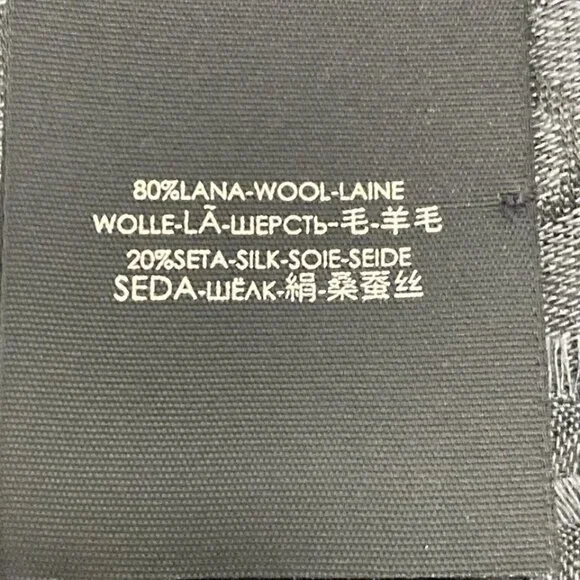 80%LANA-WOOL-LAINE
WOLLE-LÃ-ШЕРСТЬ-毛-羊毛
20%SETA-SILK-SOIE-SEIDE
SEDA-ШЁЛК-絹-桑蚕丝